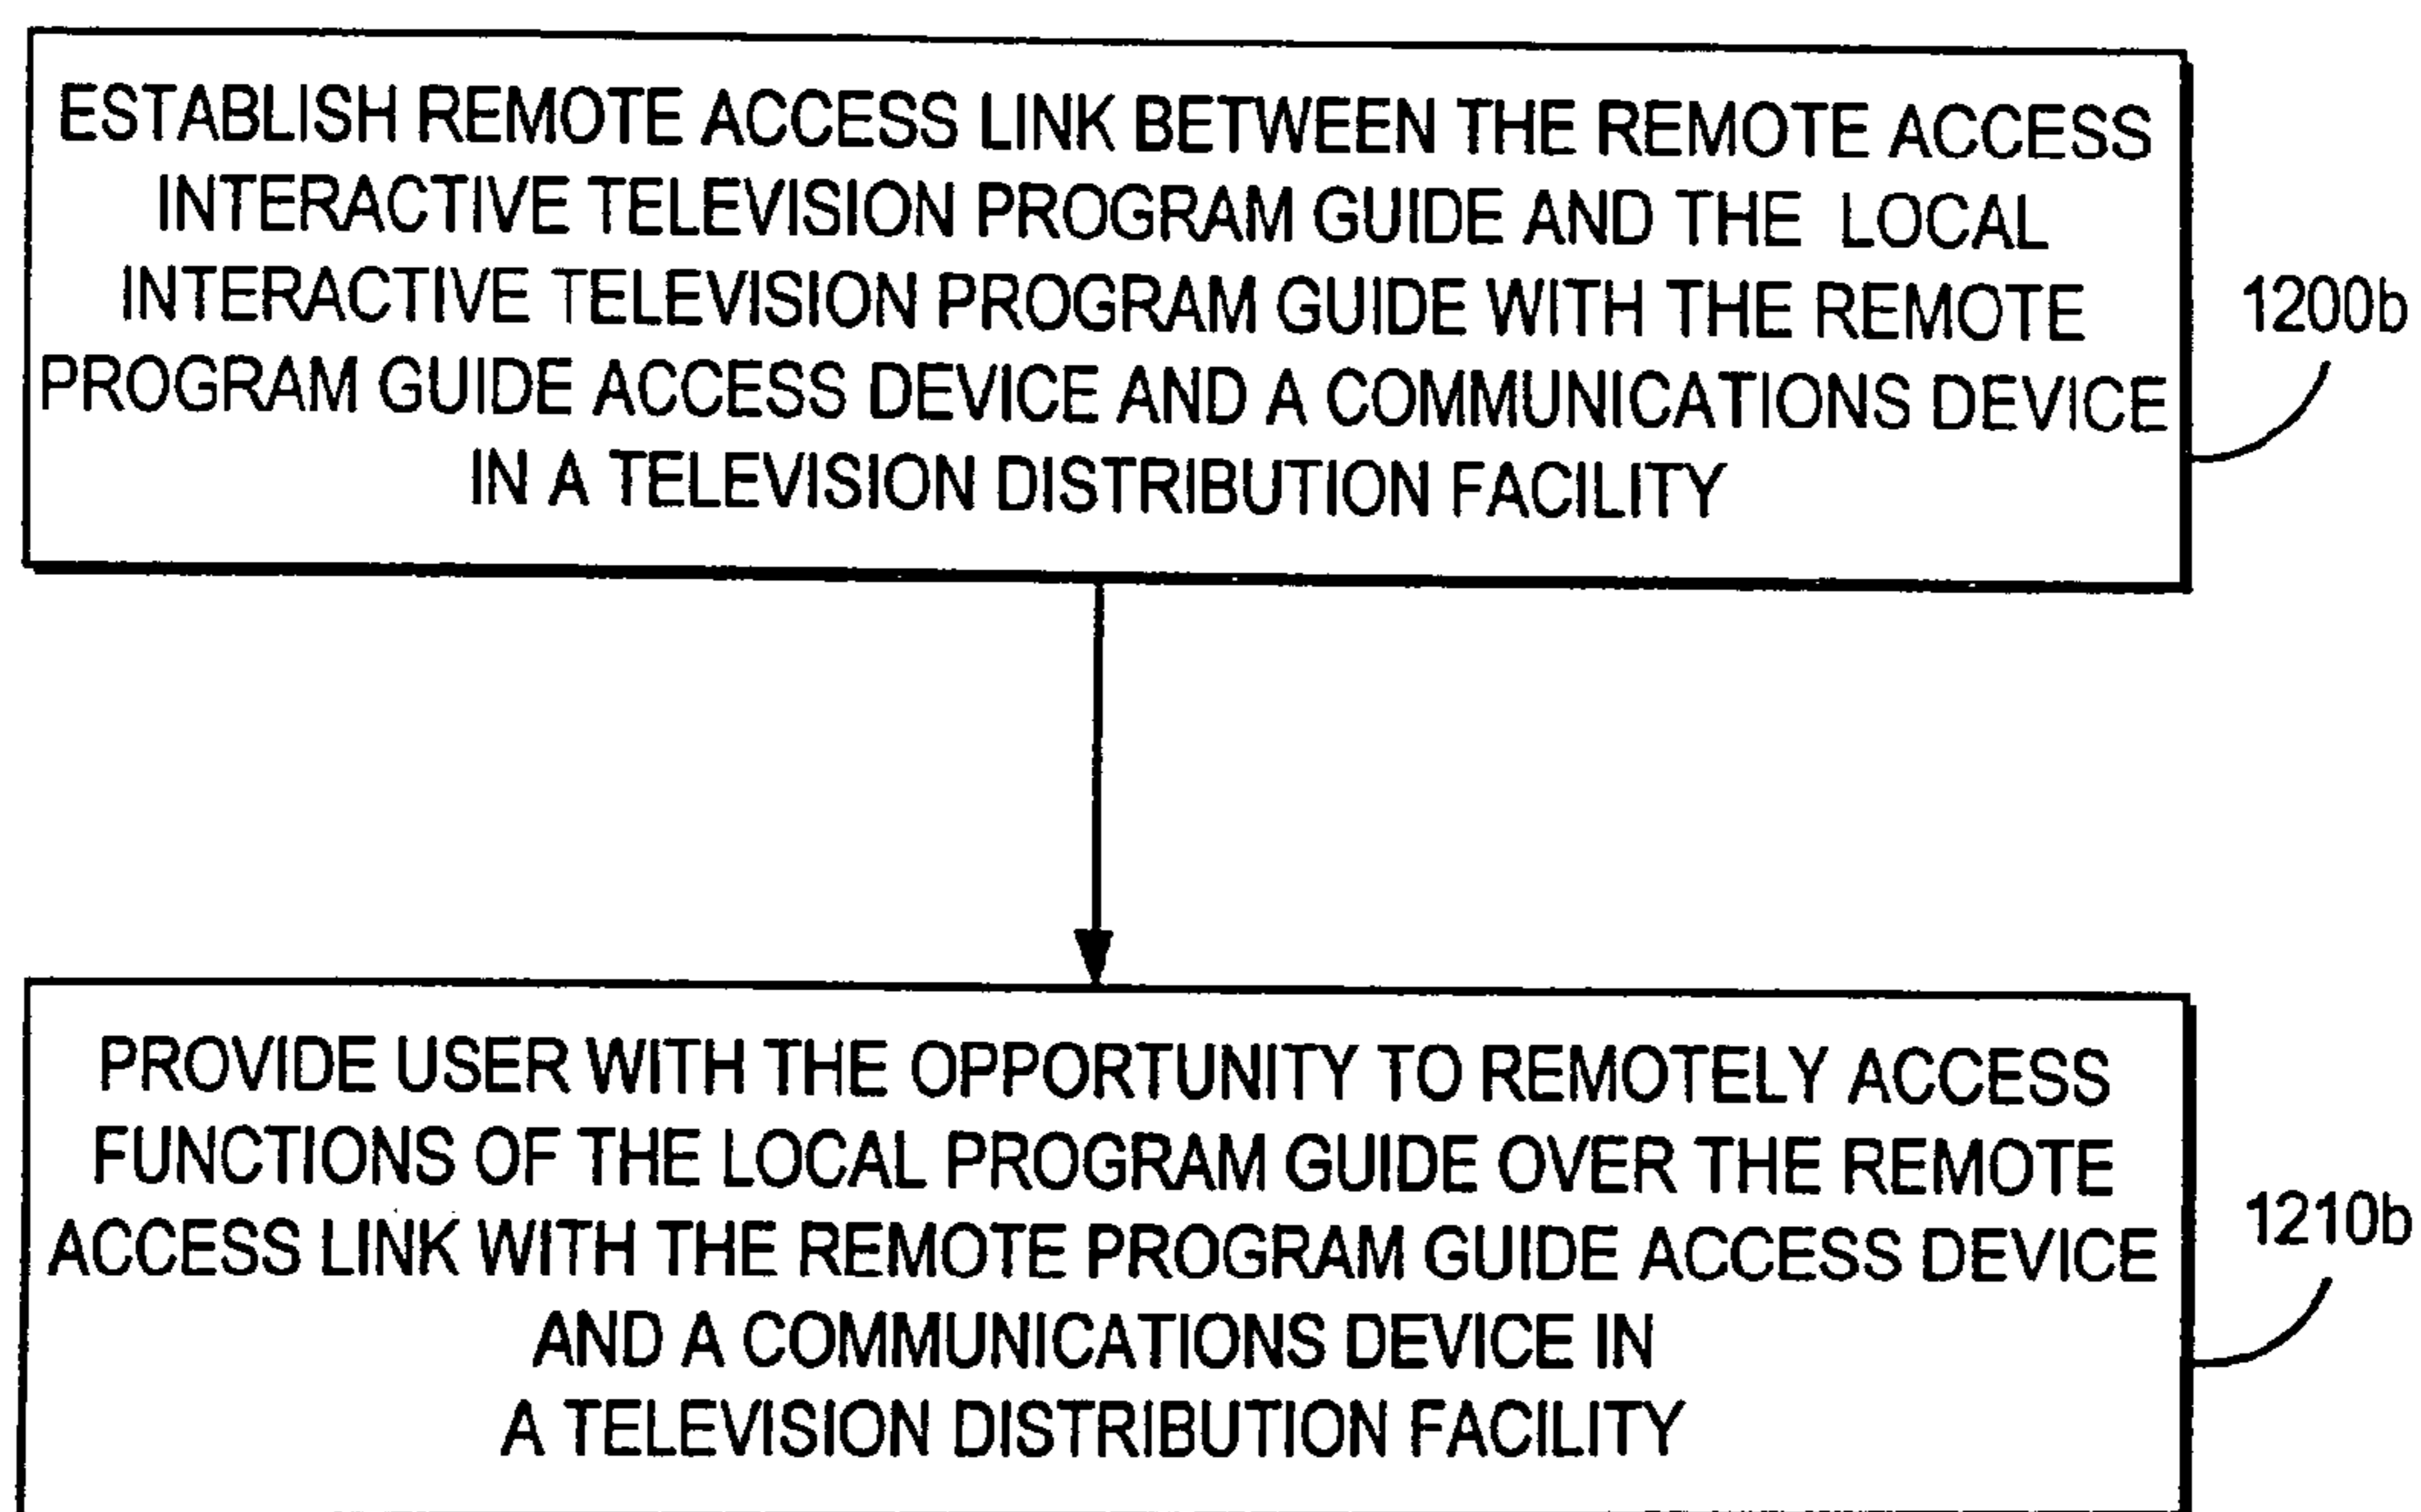 ESTABLISH REMOTE ACCESS LINK BETWEEN THE REMOTE ACCESS
INTERACTIVE TELEVISION PROGRAM GUIDE AND THE LOCAL
INTERACTIVE TELEVISION PROGRAM GUIDE WITH THE REMOTE
PROGRAM GUIDE ACCESS DEVICE AND A COMMUNICATIONS DEVICE
IN A TELEVISION DISTRIBUTION FACILITY
1200b
PROVIDE USER WITH THE OPPORTUNITY TO REMOTELY ACCESS
FUNCTIONS OF THE LOCAL PROGRAM GUIDE OVER THE REMOTE
ACCESS LINK WITH THE REMOTE PROGRAM GUIDE ACCESS DEVICE
AND A COMMUNICATIONS DEVICE IN
A TELEVISION DISTRIBUTION FACILITY
1210b